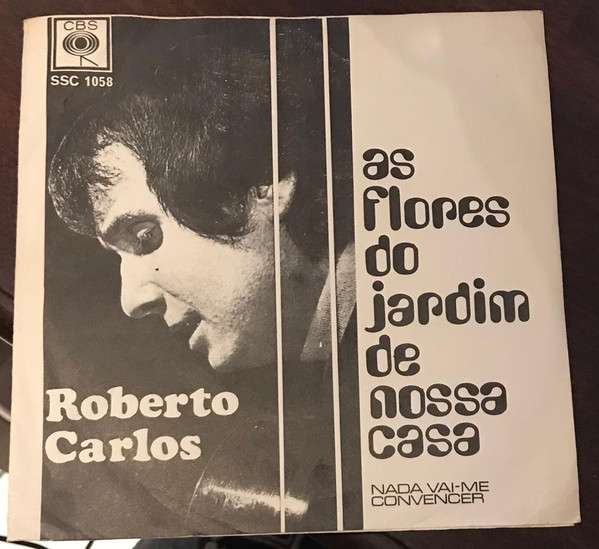 CBS
SSC 1058
Roberto
Carlos
as
flores
do
jardim
de
nossa
casa
NADA VAI-ME
CONVENCER